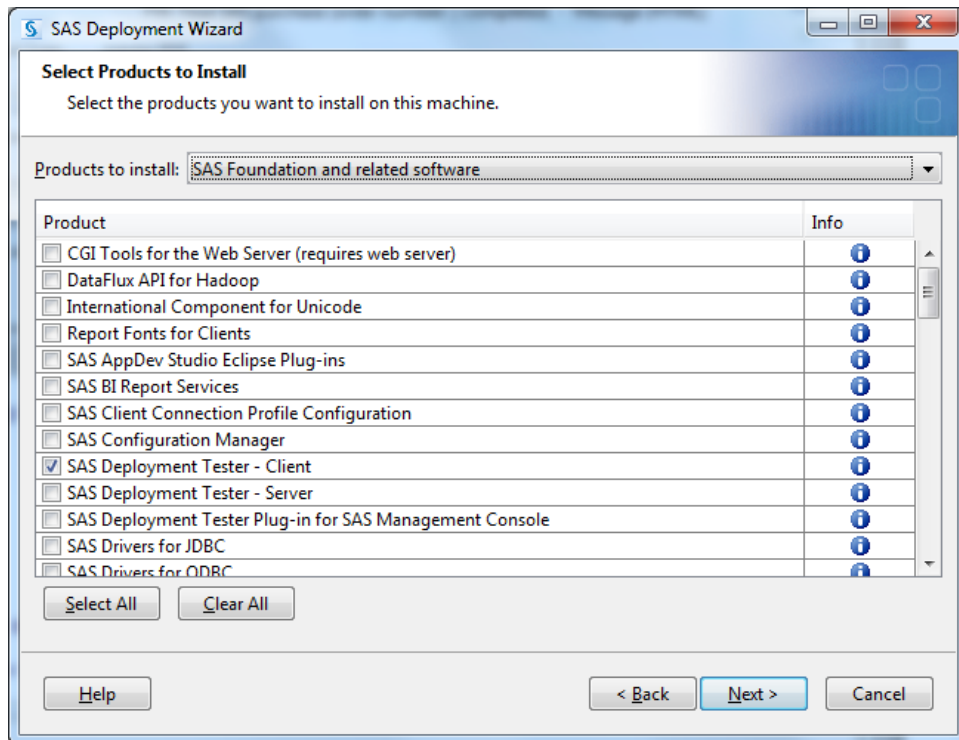 SAS Deployment Wizard
Select Products to Install
Select the products you want to install on this machine.
Products to install: SAS Foundation and related software
Product Info
CGI Tools for the Web Server (requires web server)
DataFlux API for Hadoop
International Component for Unicode
Report Fonts for Clients
SAS AppDev Studio Eclipse Plug-ins
SAS BI Report Services
SAS Client Connection Profile Configuration
SAS Configuration Manager
SAS Deployment Tester - Client
SAS Deployment Tester - Server
SAS Deployment Tester Plug-in for SAS Management Console
SAS Drivers for JDBC
SAS Drivers for ODBC
Select All Clear All
Help < Back Next > Cancel